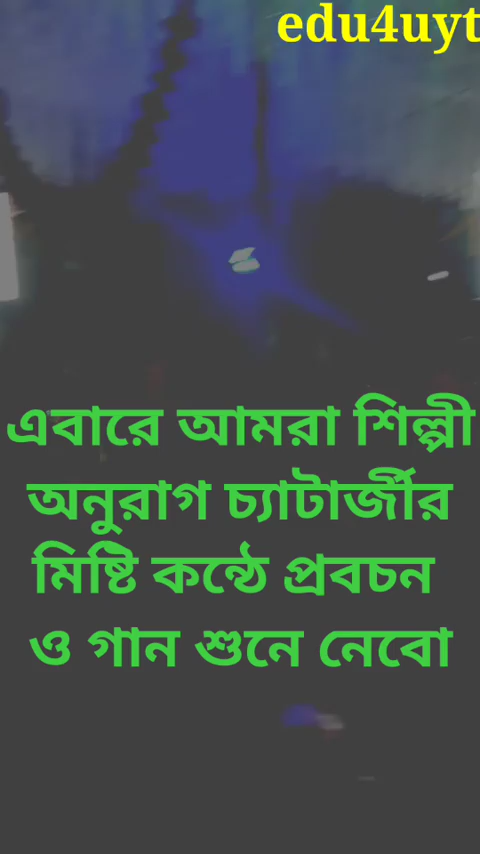 edu4uyt
এবারে আমরা শিল্পী
অনুরাগ চ্যাটার্জীর
মিষ্টি কন্ঠে প্রবচন
ও গান শুনে নেবো